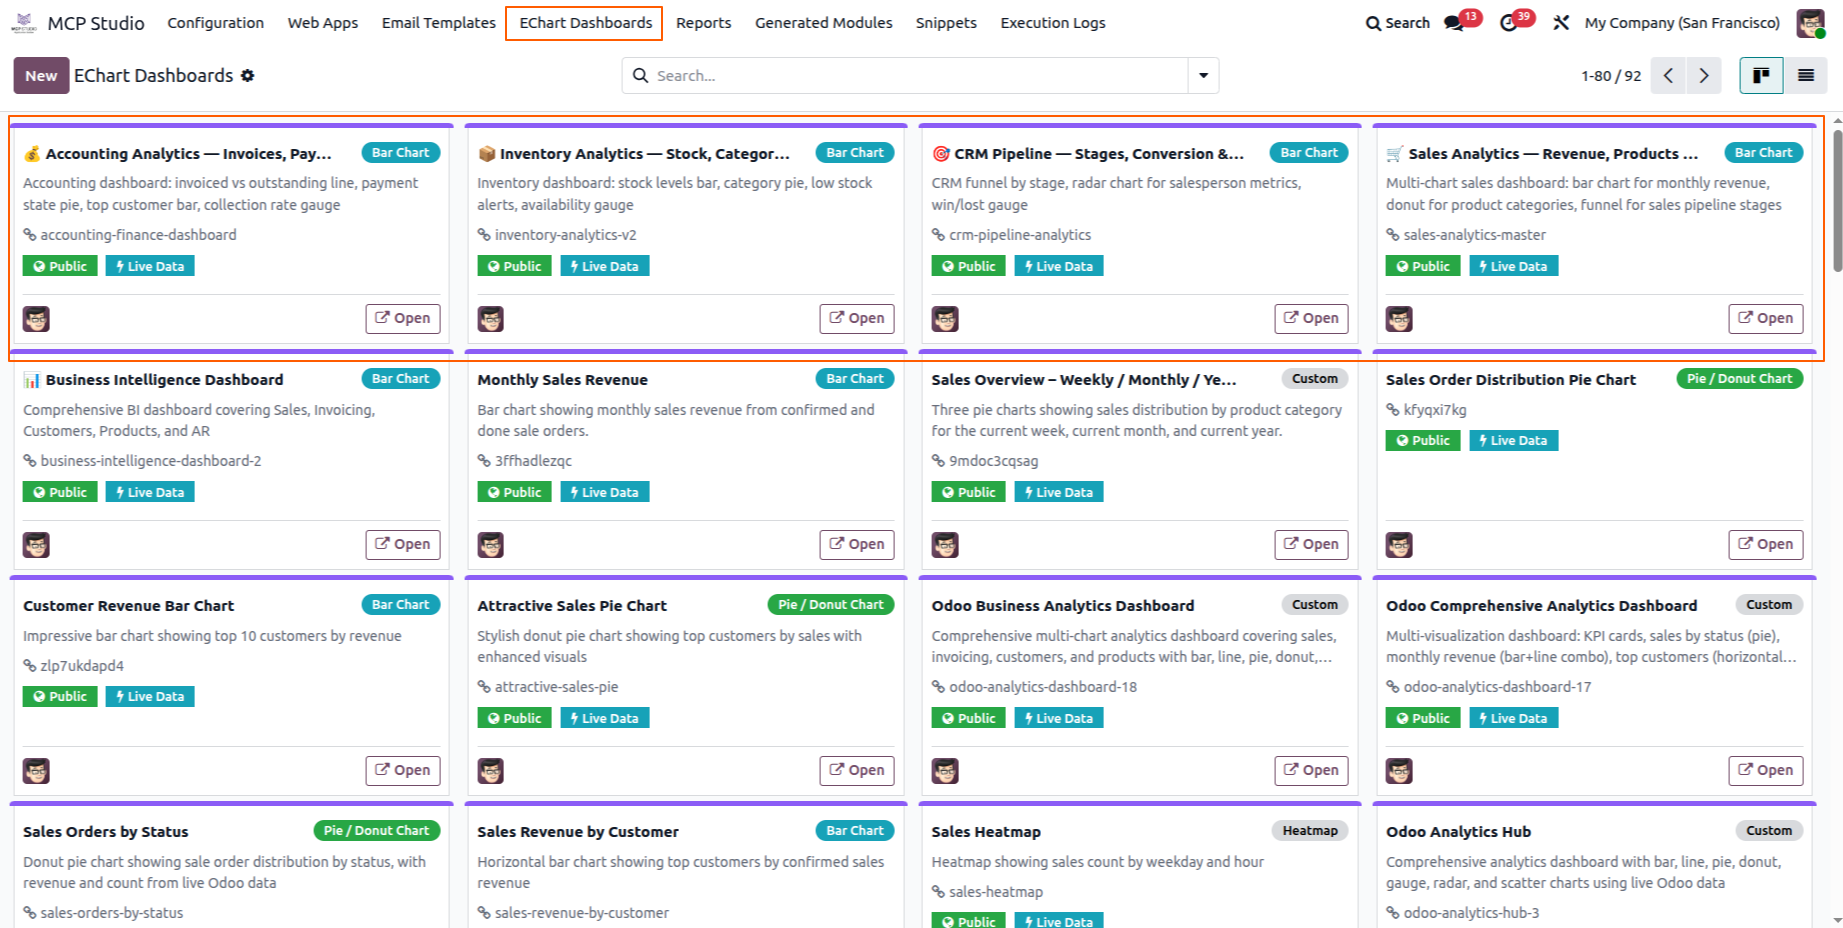 MCP Studio Configuration Web Apps Email Templates EChart Dashboards Reports Generated Modules Snippets Execution Logs Search 13 39 My Company (San Francisco)
New EChart Dashboards Search... 1-80 / 92
Accounting Analytics — Invoices, Pay... Bar Chart
Accounting dashboard: invoiced vs outstanding line, payment
state pie, top customer bar, collection rate gauge
accounting-finance-dashboard
Public Live Data
Open
Inventory Analytics — Stock, Categor... Bar Chart
Inventory dashboard: stock levels bar, category pie, low stock
alerts, availability gauge
inventory-analytics-v2
Public Live Data
Open
CRM Pipeline — Stages, Conversion &... Bar Chart
CRM funnel by stage, radar chart for salesperson metrics,
win/lost gauge
crm-pipeline-analytics
Public Live Data
Open
Sales Analytics — Revenue, Products ... Bar Chart
Multi-chart sales dashboard: bar chart for monthly revenue,
donut for product categories, funnel for sales pipeline stages
sales-analytics-master
Public Live Data
Open
Business Intelligence Dashboard Bar Chart
Comprehensive BI dashboard covering Sales, Invoicing,
Customers, Products, and AR
business-intelligence-dashboard-2
Public Live Data
Open
Monthly Sales Revenue Bar Chart
Bar chart showing monthly sales revenue from confirmed and
done sale orders.
3ffhadlezqc
Public Live Data
Open
Sales Overview – Weekly / Monthly / Ye... Custom
Three pie charts showing sales distribution by product category
for the current week, current month, and current year.
9mdoc3cqsag
Public Live Data
Open
Sales Order Distribution Pie Chart Pie / Donut Chart
kfyqxi7kg
Public Live Data
Open
Customer Revenue Bar Chart Bar Chart
Impressive bar chart showing top 10 customers by revenue
zlp7ukdapd4
Public Live Data
Open
Attractive Sales Pie Chart Pie / Donut Chart
Stylish donut pie chart showing top customers by sales with
enhanced visuals
attractive-sales-pie
Public Live Data
Open
Odoo Business Analytics Dashboard Custom
Comprehensive multi-chart analytics dashboard covering sales,
invoicing, customers, and products with bar, line, pie, donut,...
odoo-analytics-dashboard-18
Public Live Data
Open
Odoo Comprehensive Analytics Dashboard Custom
Multi-visualization dashboard: KPI cards, sales by status (pie),
monthly revenue (bar+line combo), top customers (horizontal...
odoo-analytics-dashboard-17
Public Live Data
Open
Sales Orders by Status Pie / Donut Chart
Donut pie chart showing sale order distribution by status, with
revenue and count from live Odoo data
sales-orders-by-status
Sales Revenue by Customer Bar Chart
Horizontal bar chart showing top customers by confirmed sales
revenue
sales-revenue-by-customer
Sales Heatmap Heatmap
Heatmap showing sales count by weekday and hour
sales-heatmap
Public Live Data
Odoo Analytics Hub Custom
Comprehensive analytics dashboard with bar, line, pie, donut,
gauge, radar, and scatter charts using live Odoo data
odoo-analytics-hub-3